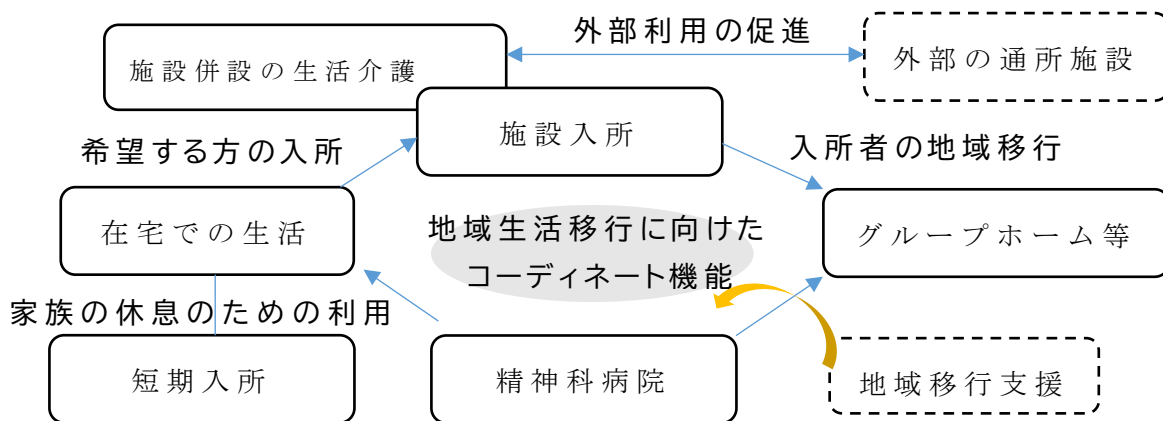 外部利用の促進
施設併設の生活介護
外部の通所施設
施設入所
希望する方の入所
入所者の地域移行
在宅での生活
地域生活移行に向けた
コーディネート機能
グループホーム等
家族の休息のための利用
短期入所
精神科病院
地域移行支援